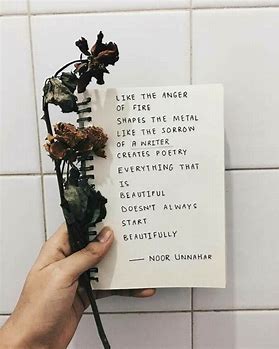 LIKE THE ANGER
OF FIRE
SHAPES THE METAL
LIKE THE SORROW
OF A WRITER
CREATES POETRY
EVERYTHING THAT
IS
BEAUTIFUL
DOESN'T ALWAYS
START
BEAUTIFULLY
— NOOR UNNAHAR